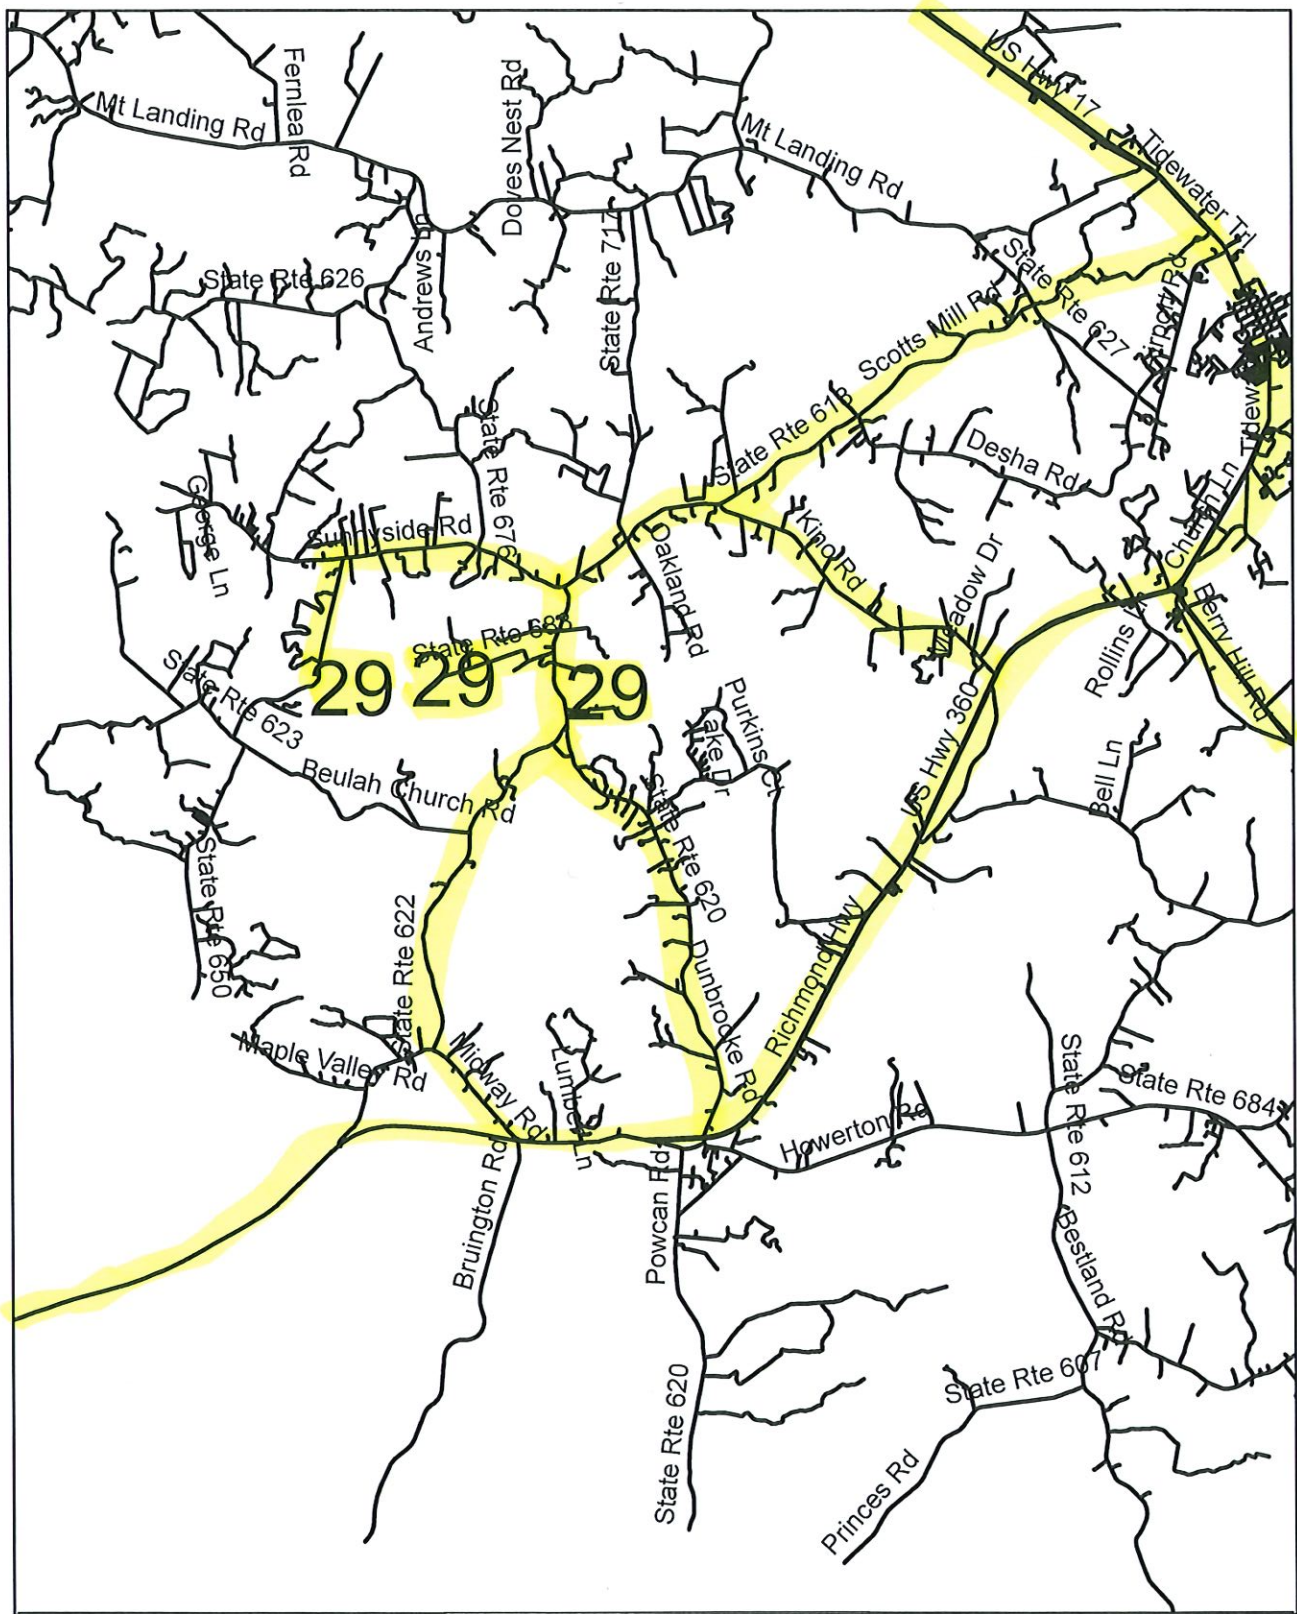 US Hwy 17
Fernlea Rd
Mt Landing Rd
Doves Nest Rd
Mt Landing Rd
Tidewater Trl
State Rte 626
Andrews Ln
State Rte 717
State Rte 627
Airport Rd
Scotts Mill Rd
State Rte 618
Desha Rd
State Rte 676
George Ln
Sunnyside Rd
Church Ln
Oakland Rd
King Rd
Meadow Dr
Rollins
Berry Hill Rd
State Rte 688
29
29
29
State Rte 623
Lake Dr
Purkins Ct
US Hwy 360
Beulah Church Rd
Bell Ln
State Rte 620
State Rte 650
State Rte 622
Dunbrooke Rd
Richmond Hwy
Maple Valley Rd
Midway Rd
Lumber Ln
State Rte 684
State Rte 612
Howerton Rd
Bruington Rd
Powcan Rd
Bestland Rd
State Rte 620
State Rte 607
Princes Rd